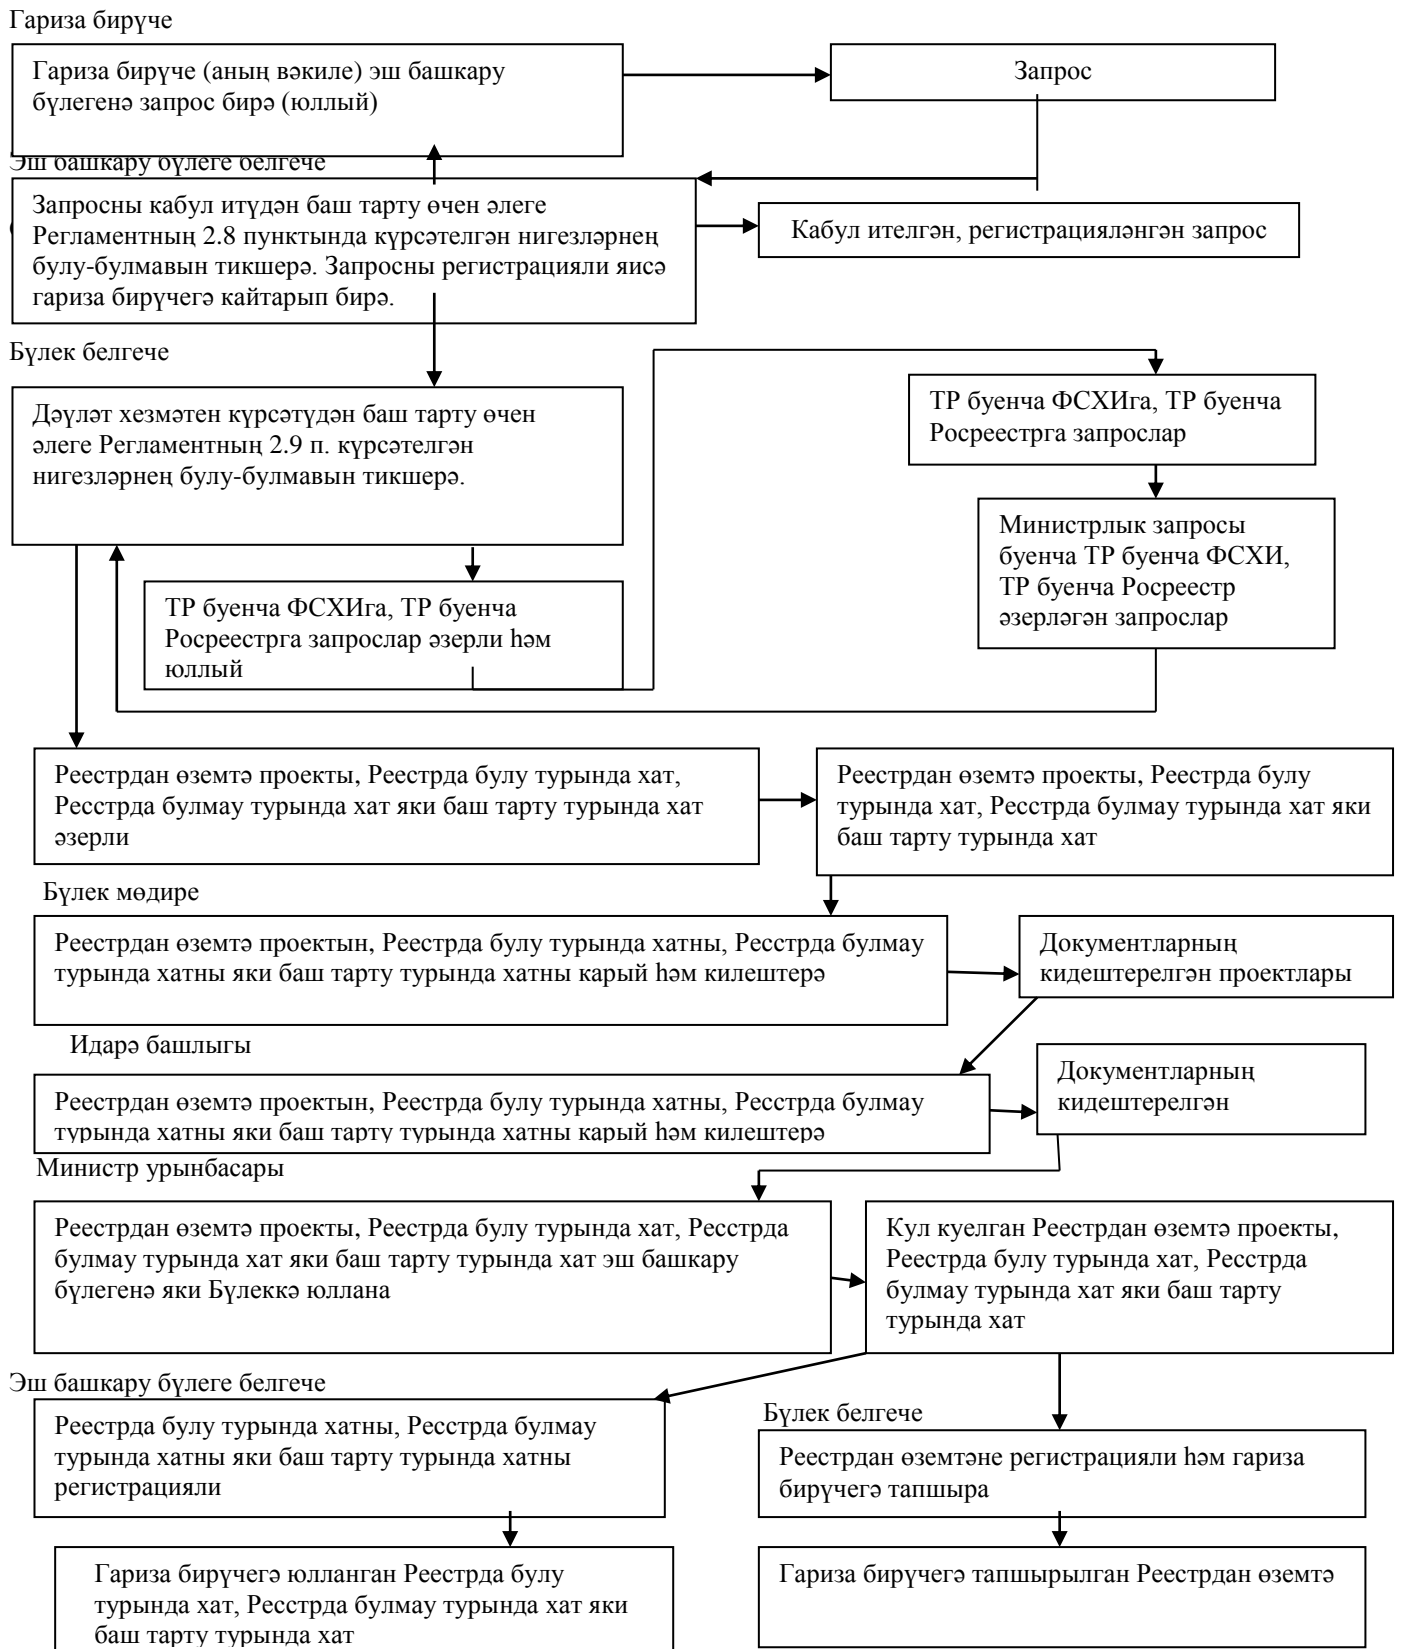 Гариза бирүче
Гариза бирүче (аның вәкиле) эш башкару
бүлегенә запрос бирә (юллый)
Запрос
Эш башкару бүлеге белгече
Запросны кабул итүдән баш тарту өчен әлеге
Регламентның 2.8 пунктында күрсәтелгән нигезләрнең
булу-булмавын тикшерә. Запросны регистрацияли яисә
гариза бирүчегә кайтарып бирә.
Кабул ителгән, регистрацияләнгән запрос
Бүлек белгече
Дәүләт хезмәтен күрсәтүдән баш тарту өчен
әлеге Регламентның 2.9 п. күрсәтелгән
нигезләрнең булу-булмавын тикшерә.
ТР буенча ФСХИга, ТР буенча
Росреестрга запрослар
Министрлык запросы
буенча ТР буенча ФСХИ,
ТР буенча Росреестр
әзерләгән запрослар
ТР буенча ФСХИга, ТР буенча
Росреестрга запрослар әзерли һәм
юллый
Реестрдан өземтә проекты, Реестрда булу турында хат,
Ресстрда булмау турында хат яки баш тарту турында хат
әзерли
Реестрдан өземтә проекты, Реестрда булу
турында хат, Ресстрда булмау турында хат яки
баш тарту турында хат
Бүлек мөдире
Реестрдан өземтә проектын, Реестрда булу турында хатны, Ресстрда булмау
турында хатны яки баш тарту турында хатны карый һәм килештерә
Документларның
кидештерелгән проектлары
Идарә башлыгы
Реестрдан өземтә проектын, Реестрда булу турында хатны, Ресстрда булмау
турында хатны яки баш тарту турында хатны карый һәм килештерә
Документларның
кидештерелгән
Министр урынбасары
Реестрдан өземтә проекты, Реестрда булу турында хат, Ресстрда
булмау турында хат яки баш тарту турында хат эш башкару
бүлегенә яки Бүлеккә юллана
Кул куелган Реестрдан өземтә проекты,
Реестрда булу турында хат, Ресстрда
булмау турында хат яки баш тарту
турында хат
Эш башкару бүлеге белгече
Реестрда булу турында хатны, Ресстрда булмау
турында хатны яки баш тарту турында хатны
регистрацияли
Бүлек белгече
Реестрдан өземтәне регистрацияли һәм гариза
бирүчегә тапшыра
Гариза бирүчегә юлланган Реестрда булу
турында хат, Ресстрда булмау турында хат яки
баш тарту турында хат
Гариза бирүчегә тапшырылган Реестрдан өземтә